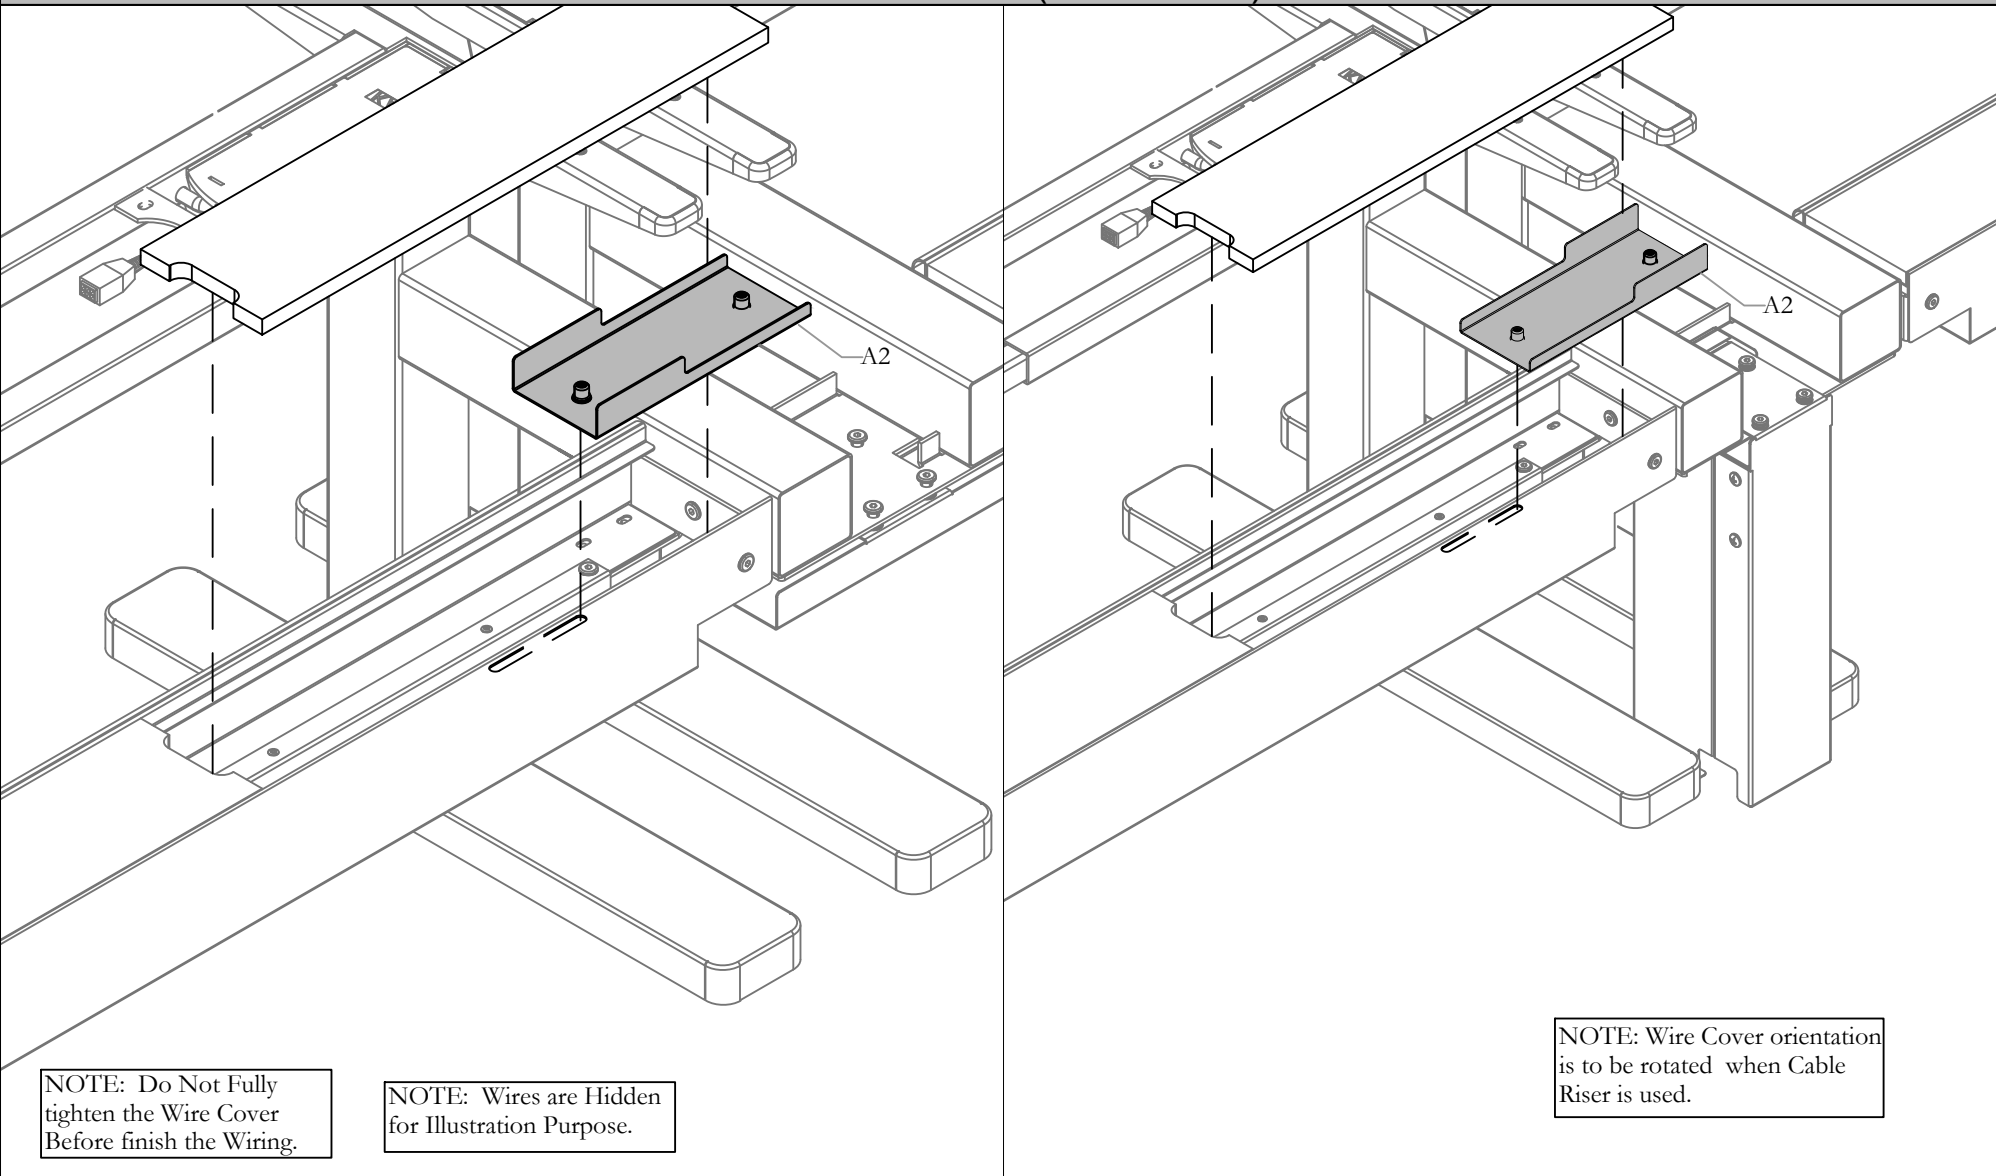 A2
A2
NOTE:  Do Not Fully
tighten the Wire Cover
Before finish the Wiring.
NOTE:  Wires are Hidden
for Illustration Purpose.
NOTE: Wire Cover orientation
is to be rotated  when Cable
Riser is used.